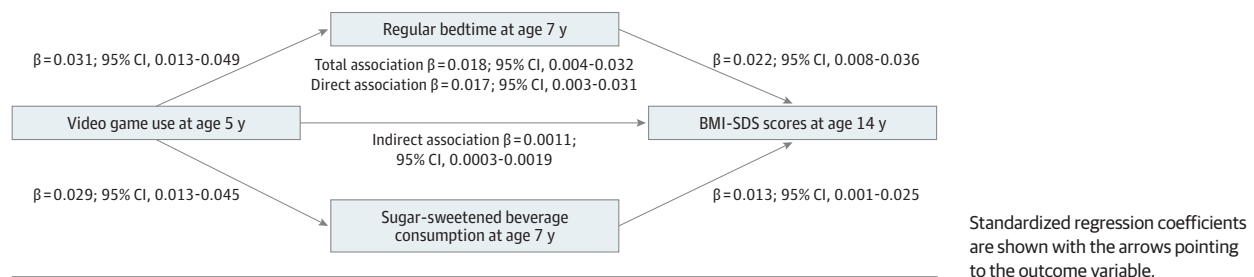 Regular bedtime at age 7 y
β=0.031; 95% CI, 0.013-0.049
Total association β=0.018; 95% CI, 0.004-0.032
Direct association β=0.017; 95% CI, 0.003-0.031
β=0.022; 95% CI, 0.008-0.036
Video game use at age 5 y
BMI-SDS scores at age 14 y
Indirect association β=0.0011;
95% CI, 0.0003-0.0019
β=0.029; 95% CI, 0.013-0.045
β=0.013; 95% CI, 0.001-0.025
Sugar-sweetened beverage
consumption at age 7 y
Standardized regression coefficients
are shown with the arrows pointing
to the outcome variable.